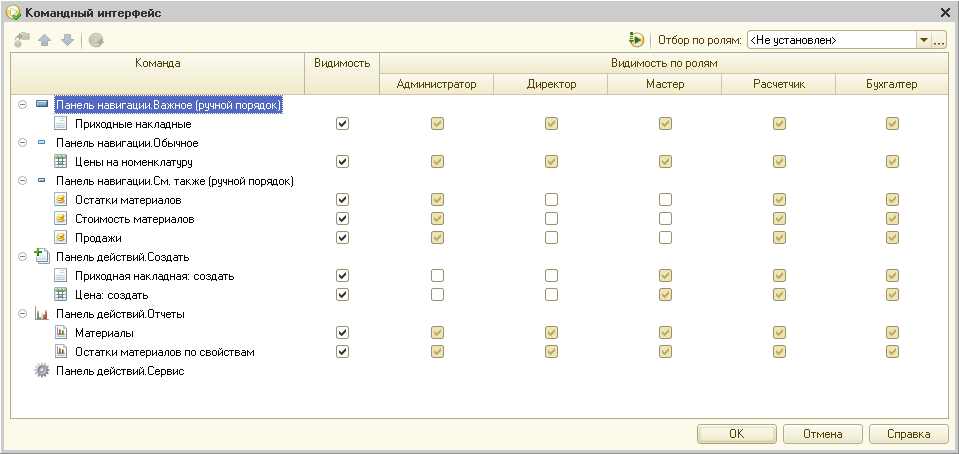 Командный интерфейс
Отбор по ролям: <Не установлен>
Команда Видимость Видимость по ролям
Администратор Директор Мастер Расчетчик Бухгалтер
Панель навигации.Важное (ручной порядок)
Приходные накладные
Панель навигации.Обычное
Цены на номенклатуру
Панель навигации.См. также (ручной порядок)
Остатки материалов
Стоимость материалов
Продажи
Панель действий.Создать
Приходная накладная: создать
Цена: создать
Панель действий.Отчеты
Материалы
Остатки материалов по свойствам
Панель действий.Сервис
ОК Отмена Справка